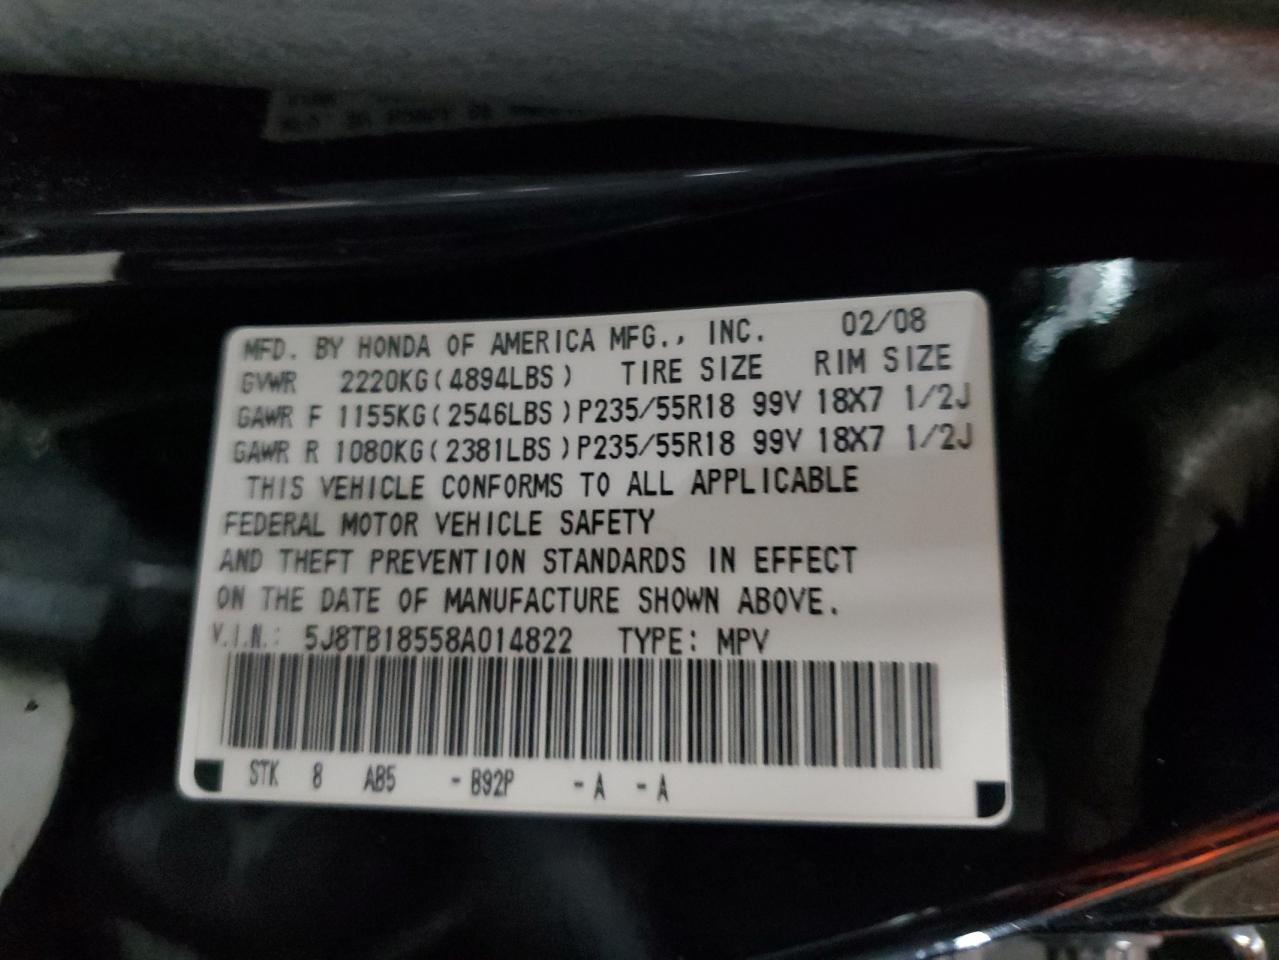 MFD. BY HONDA OF AMERICA MFG., INC. 02/08
GVWR 2220KG(4894LBS) TIRE SIZE RIM SIZE
GAWR F 1155KG(2546LBS)P235/55R18 99V 18X7 1/2J
GAWR R 1080KG(2381LBS)P235/55R18 99V 18X7 1/2J
THIS VEHICLE CONFORMS TO ALL APPLICABLE
FEDERAL MOTOR VEHICLE SAFETY
AND THEFT PREVENTION STANDARDS IN EFFECT
ON THE DATE OF MANUFACTURE SHOWN ABOVE.
V.I.N.: 5J8TB18558A014822 TYPE: MPV
STK 8 AB5 -B92P -A -A